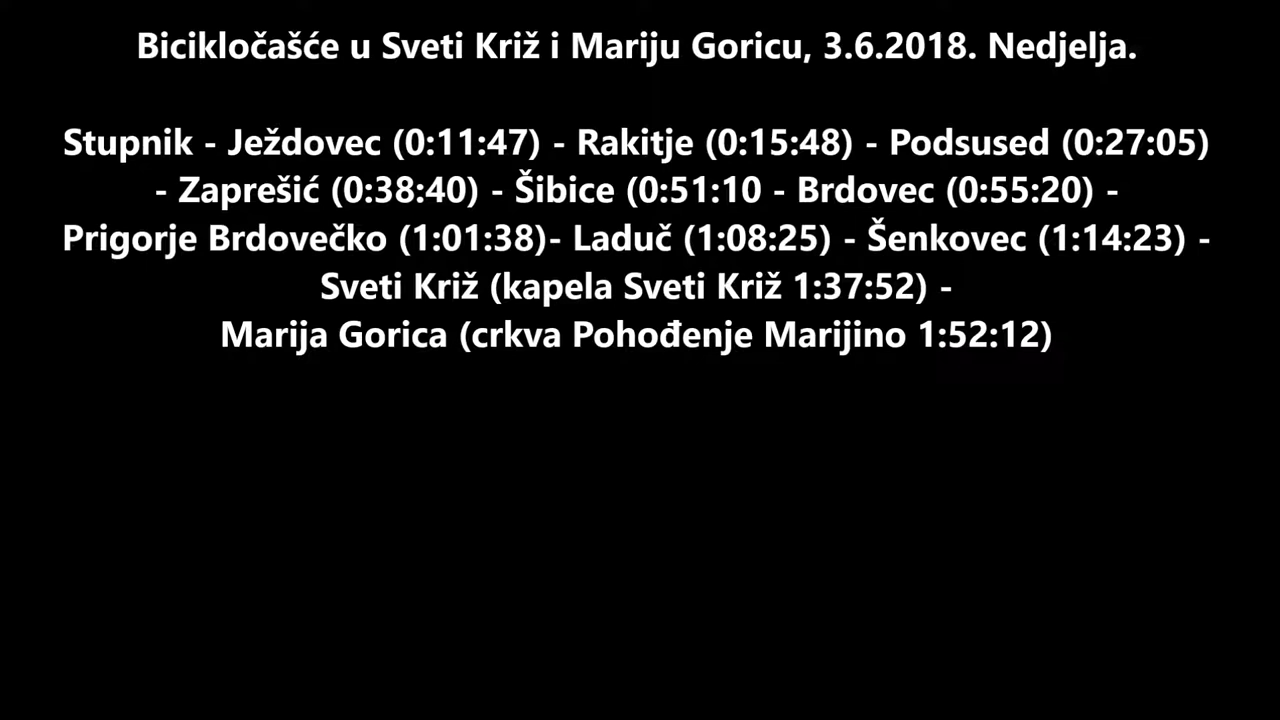 Bicikločašće u Sveti Križ i Mariju Goricu, 3.6.2018. Nedjelja.
Stupnik - Ježdovec (0:11:47) - Rakitje (0:15:48) - Podsused (0:27:05)
- Zaprešić (0:38:40) - Šibice (0:51:10 - Brdovec (0:55:20) -
Prigorje Brdovečko (1:01:38)- Laduč (1:08:25) - Šenkovec (1:14:23) -
Sveti Križ (kapela Sveti Križ 1:37:52) -
Marija Gorica (crkva Pohođenje Marijino 1:52:12)